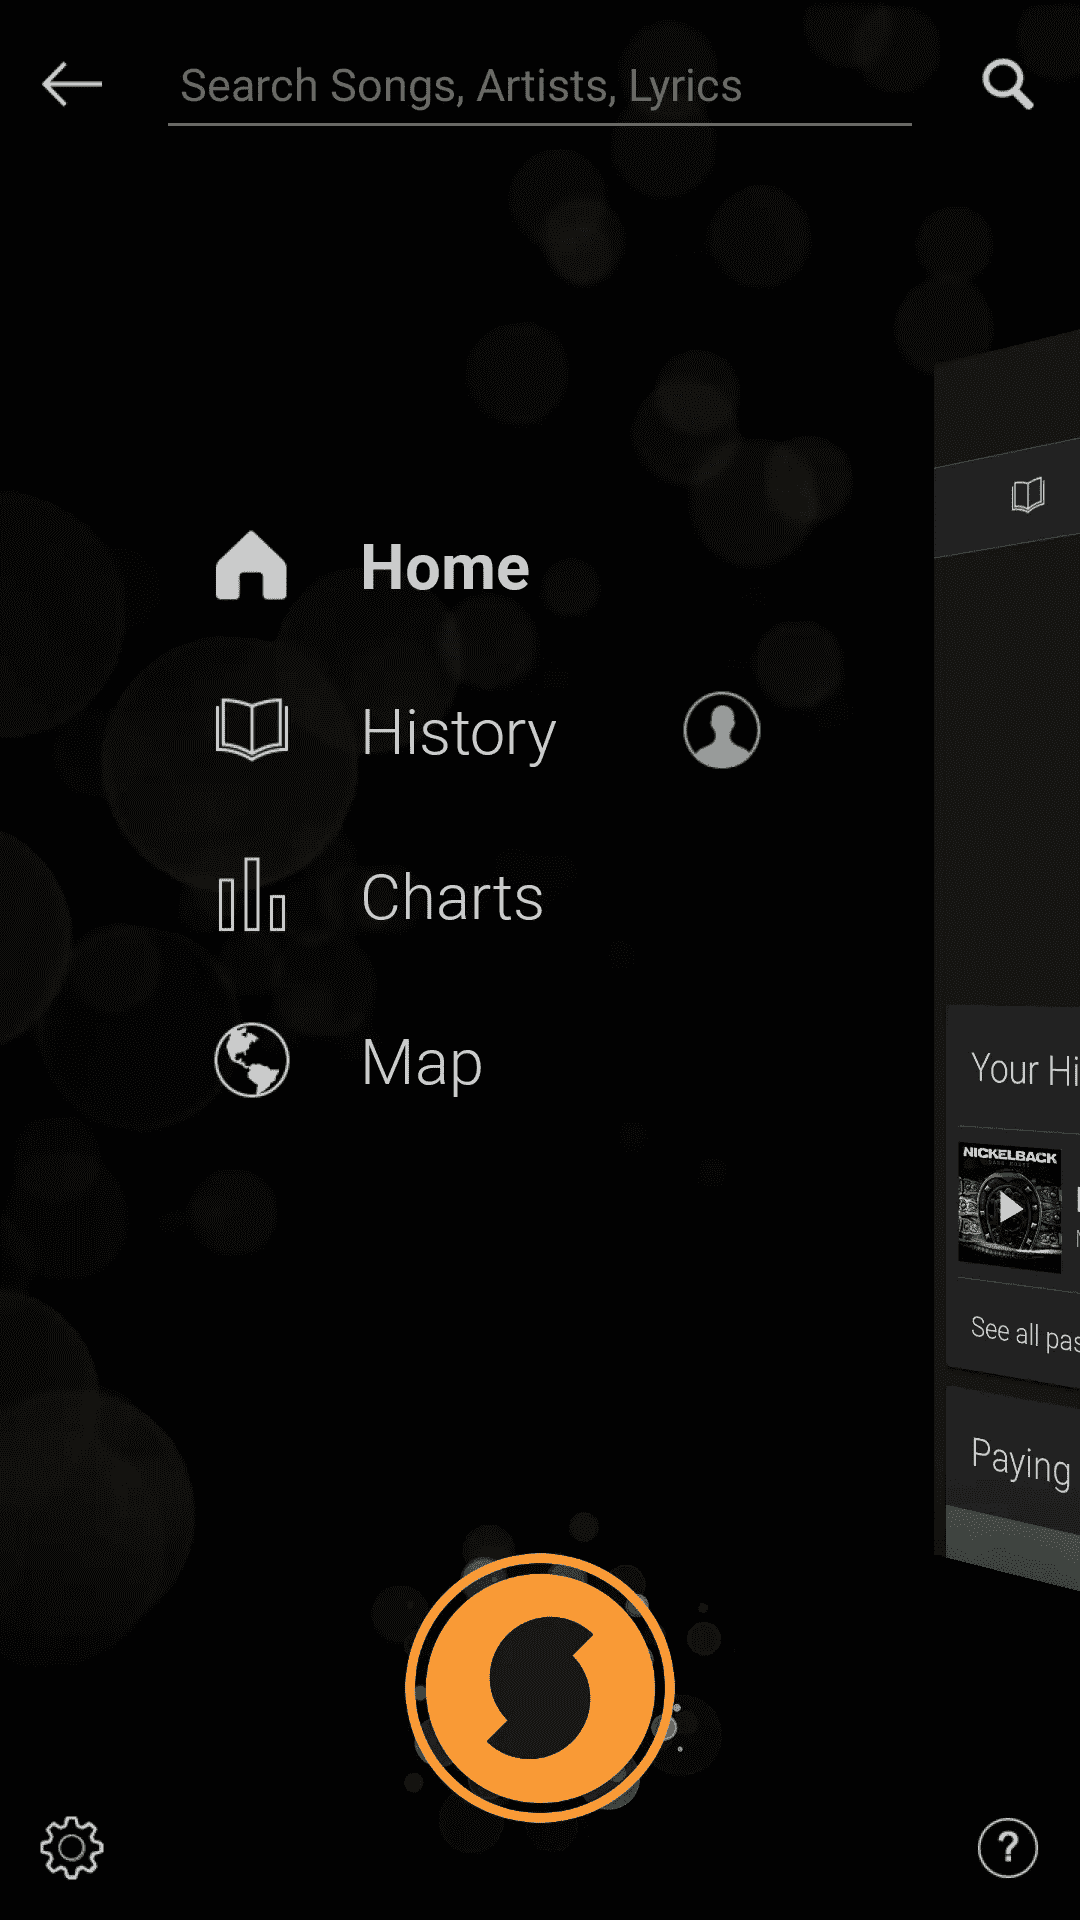 Search Songs, Artists, Lyrics
Home
History
Charts
Map
Your Hi
NICKELBACK
See all pas
Paying
?